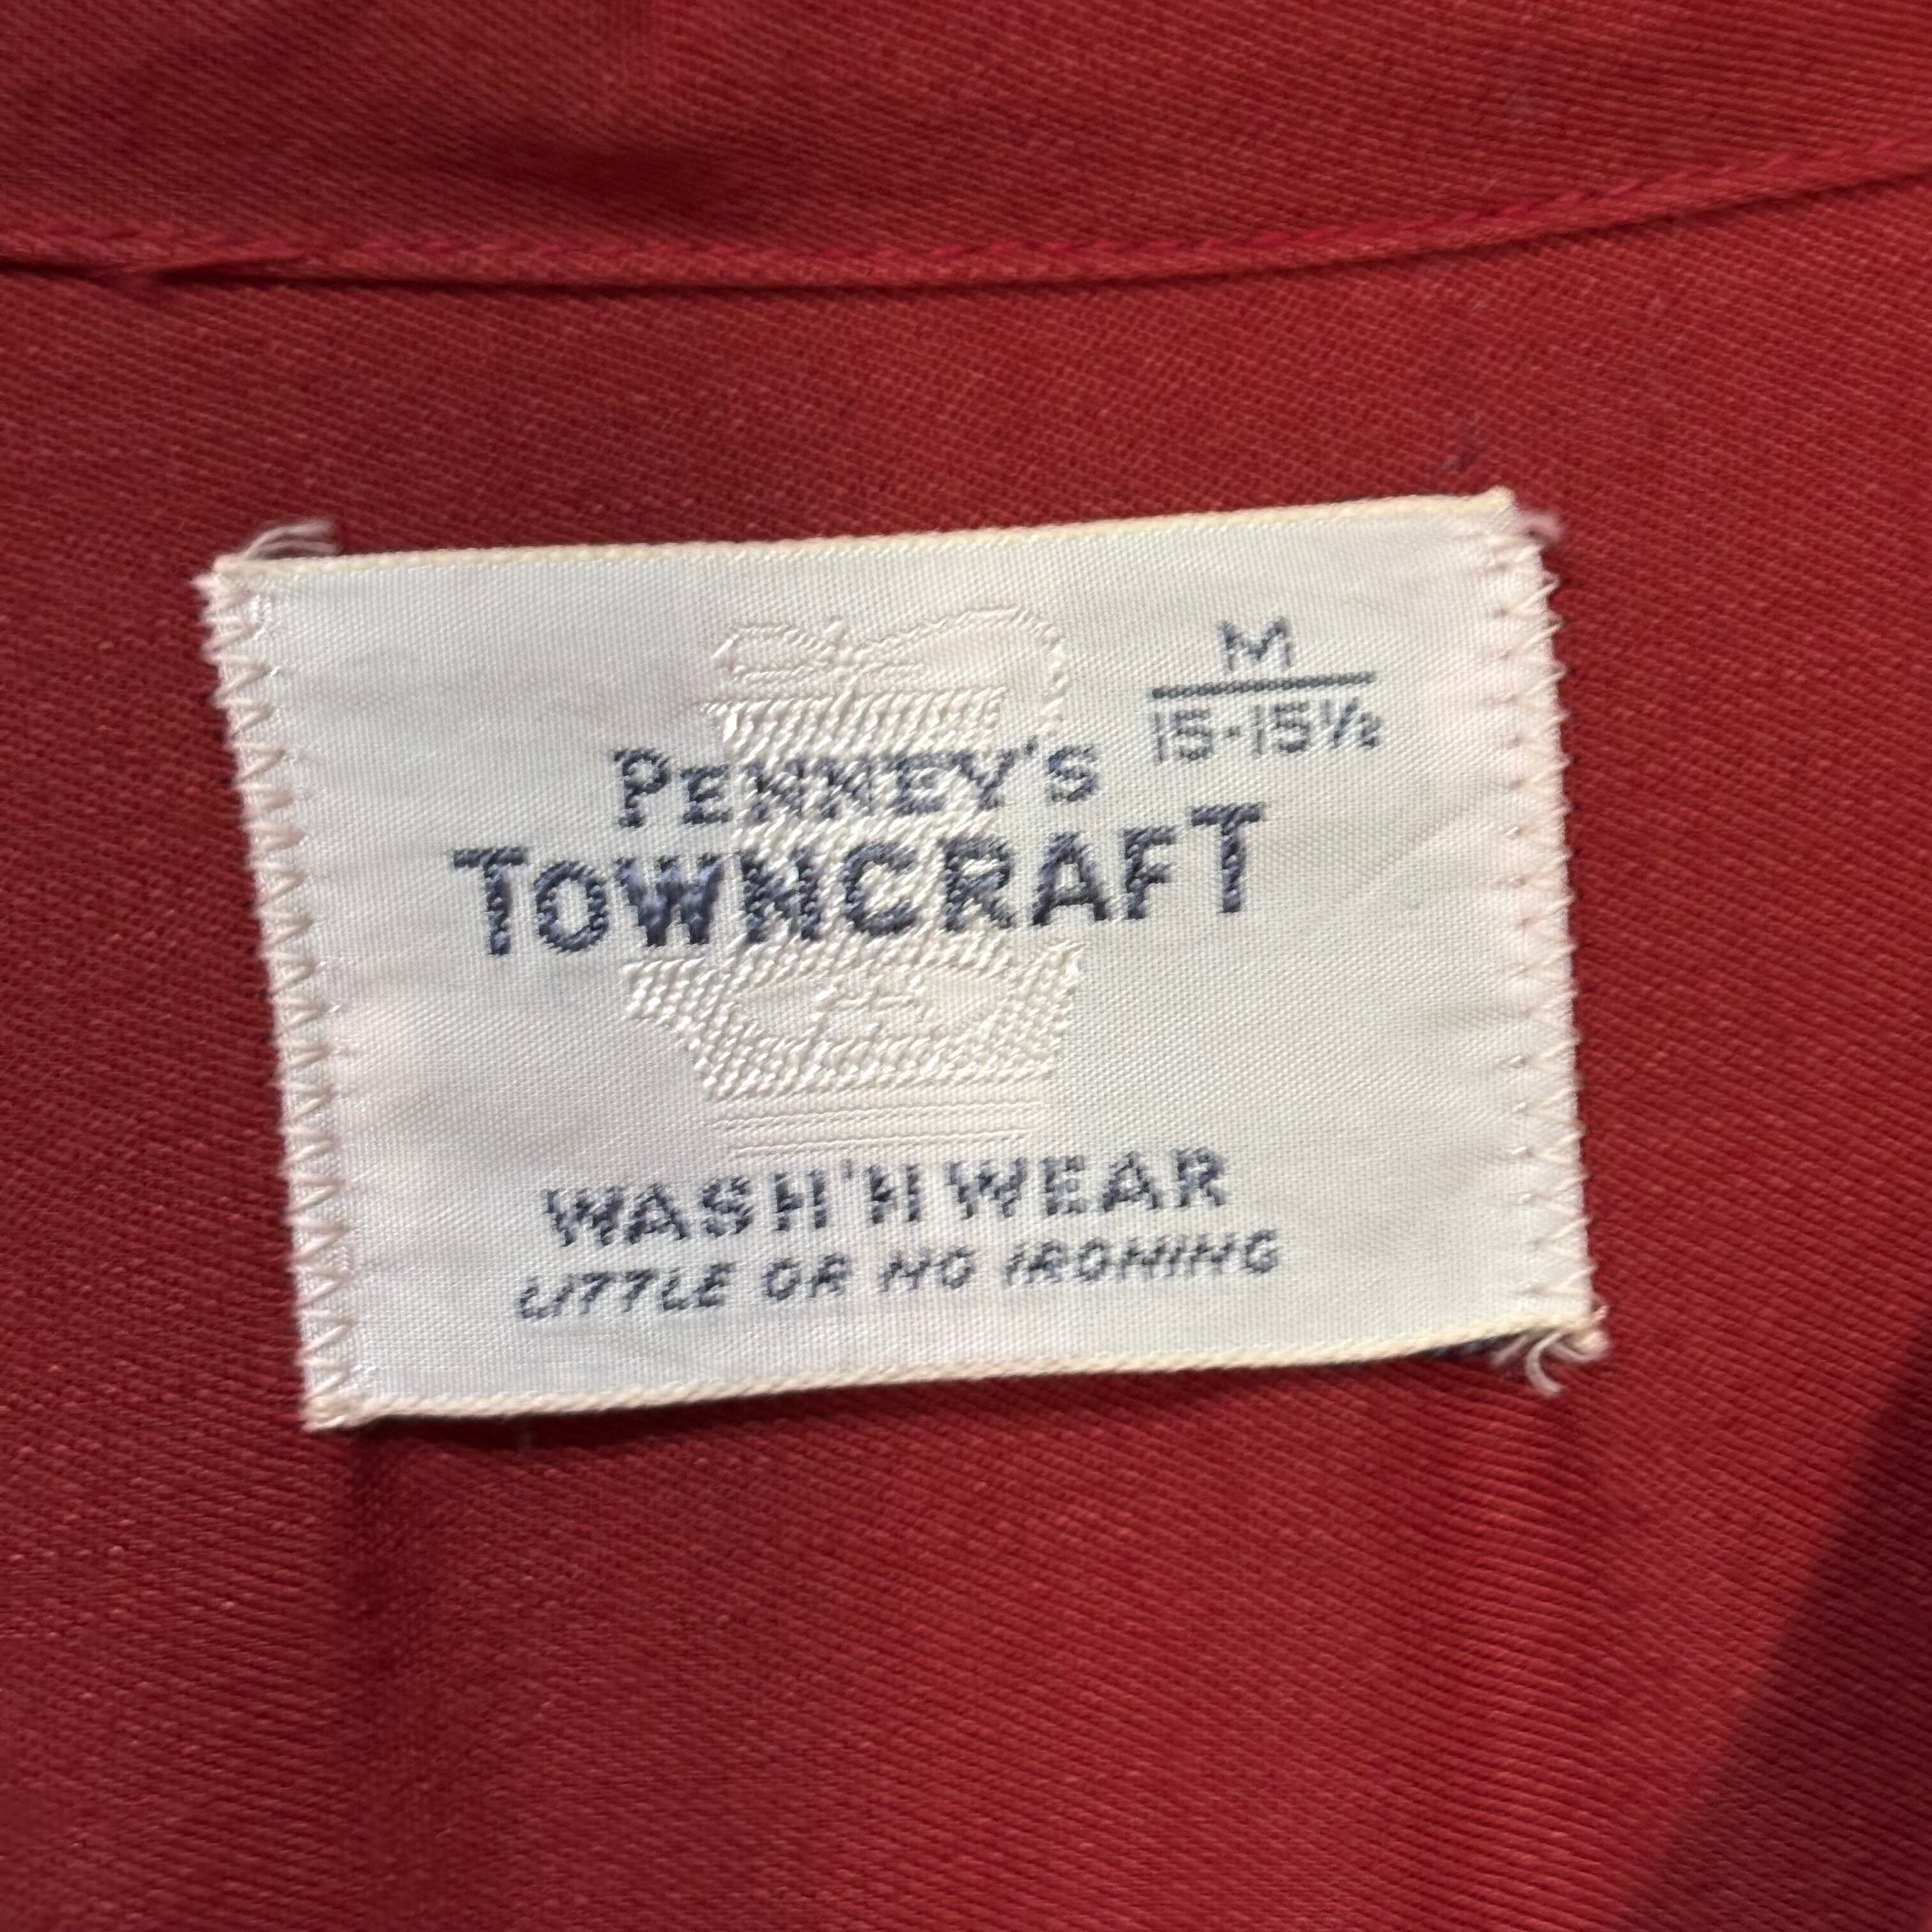 M
15-15½
PENNEY'S
TOWNCRAFT
WASH'N WEAR
LITTLE OR NO IRONING